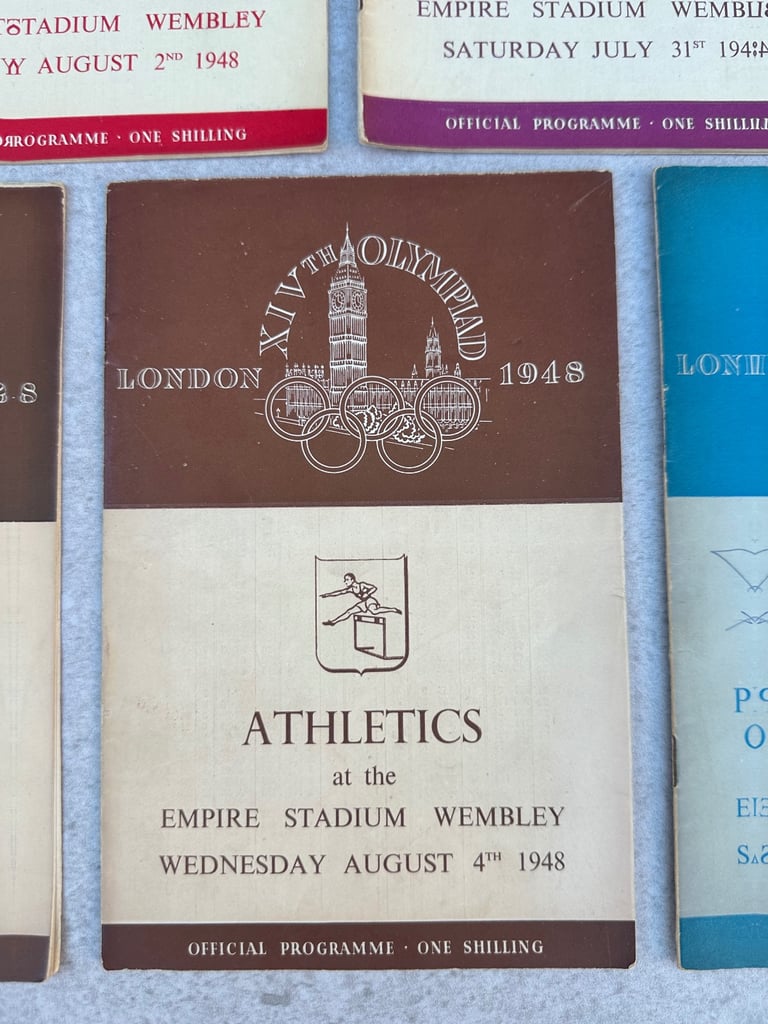 STADIUM WEMBLEY
AUGUST 2ND 1948
PROGRAMME · ONE SHILLING
EMPIRE STADIUM
SATURDAY JULY 31ST
OFFICIAL PROGRAMME · ONE
XIVTH OLYMPIAD
LONDON 1948
ATHLETICS
at the
EMPIRE STADIUM WEMBLEY
WEDNESDAY AUGUST 4TH 1948
OFFICIAL PROGRAMME · ONE SHILLING